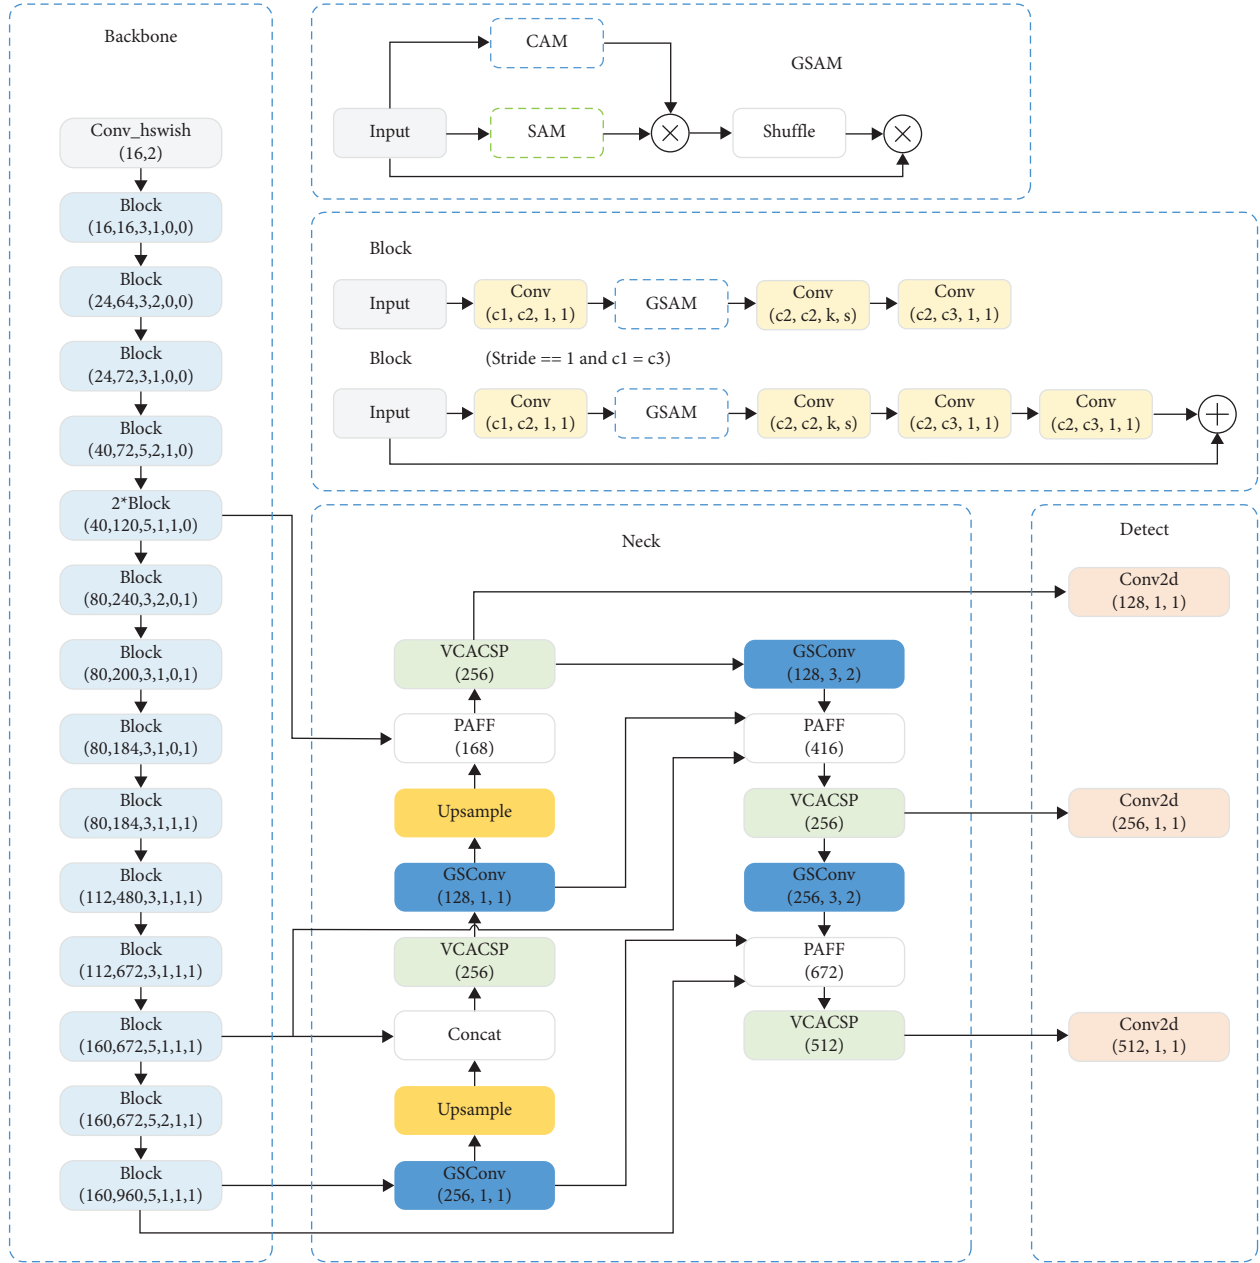 Backbone
Conv_hswish
(16,2)
Block
(16,16,3,1,0,0)
Block
(24,64,3,2,0,0)
Block
(24,72,3,1,0,0)
Block
(40,72,5,2,1,0)
2*Block
(40,120,5,1,1,0)
Block
(80,240,3,2,0,1)
Block
(80,200,3,1,0,1)
Block
(80,184,3,1,0,1)
Block
(80,184,3,1,1,1)
Block
(112,480,3,1,1,1)
Block
(112,672,3,1,1,1)
Block
(160,672,5,1,1,1)
Block
(160,672,5,2,1,1)
Block
(160,960,5,1,1,1)
GSAM
CAM
Input
SAM
Shuffle
Block
Input
Conv
(c1, c2, 1, 1)
GSAM
Conv
(c2, c2, k, s)
Conv
(c2, c3, 1, 1)
Block
(Stride == 1 and c1 = c3)
Input
Conv
(c1, c2, 1, 1)
GSAM
Conv
(c2, c2, k, s)
Conv
(c2, c3, 1, 1)
Conv
(c2, c3, 1, 1)
Neck
VCACSP
(256)
PAFF
(168)
Upsample
GSConv
(128, 1, 1)
VCACSP
(256)
Concat
Upsample
GSConv
(256, 1, 1)
GSConv
(128, 3, 2)
PAFF
(416)
VCACSP
(256)
GSConv
(256, 3, 2)
PAFF
(672)
VCACSP
(512)
Detect
Conv2d
(128, 1, 1)
Conv2d
(256, 1, 1)
Conv2d
(512, 1, 1)